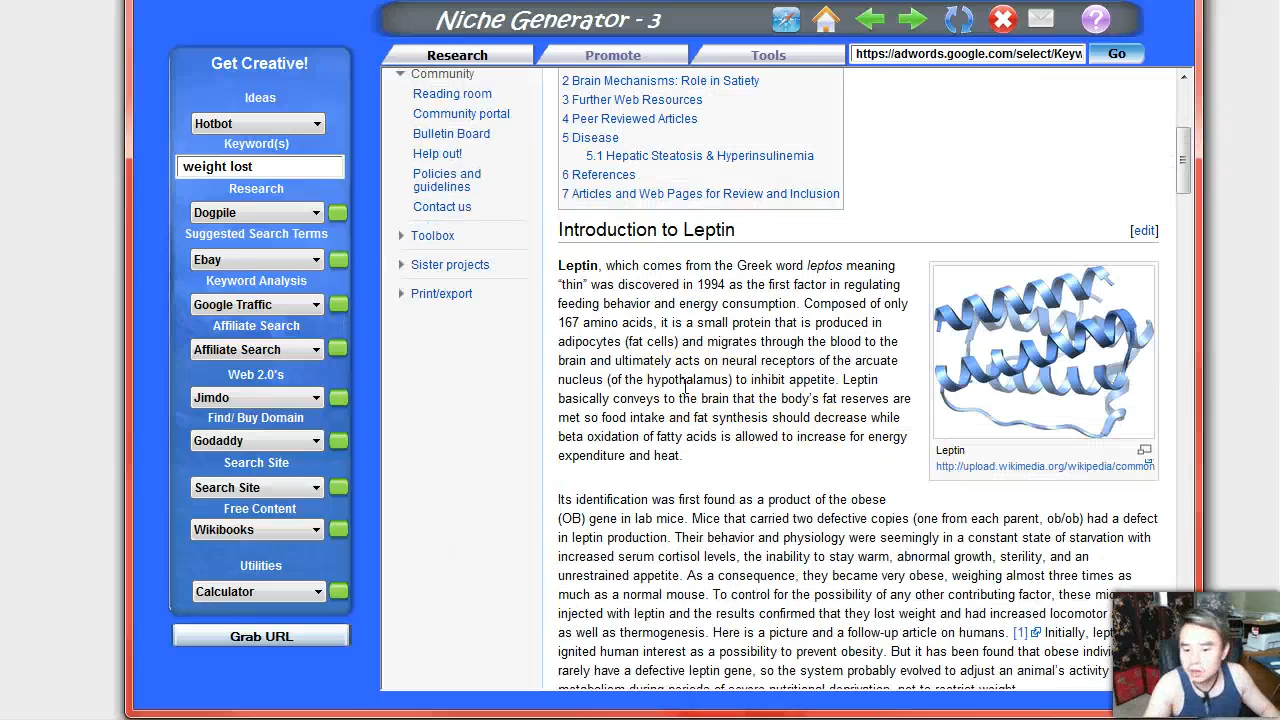 Niche Generator - 3
Research
Promote
Tools
https://adwords.google.com/select/Keyw
Go
Get Creative!
Ideas
Hotbot
Keyword(s)
weight lost
Research
Dogpile
Suggested Search Terms
Ebay
Keyword Analysis
Google Traffic
Affiliate Search
Affiliate Search
Web 2.0's
Jimdo
Find/ Buy Domain
Godaddy
Search Site
Search Site
Free Content
Wikibooks
Utilities
Calculator
Grab URL
Community
Reading room
Community portal
Bulletin Board
Help out!
Policies and
guidelines
Contact us
Toolbox
Sister projects
Print/export
2 Brain Mechanisms: Role in Satiety
3 Further Web Resources
4 Peer Reviewed Articles
5 Disease
5.1 Hepatic Steatosis & Hyperinsulinemia
6 References
7 Articles and Web Pages for Review and Inclusion
Introduction to Leptin
[edit]
Leptin, which comes from the Greek word leptos meaning
“thin” was discovered in 1994 as the first factor in regulating
feeding behavior and energy consumption. Composed of only
167 amino acids, it is a small protein that is produced in
adipocytes (fat cells) and migrates through the blood to the
brain and ultimately acts on neural receptors of the arcuate
nucleus (of the hypothalamus) to inhibit appetite. Leptin
basically conveys to the brain that the body’s fat reserves are
met so food intake and fat synthesis should decrease while
beta oxidation of fatty acids is allowed to increase for energy
expenditure and heat.
Leptin
http://upload.wikimedia.org/wikipedia/common
Its identification was first found as a product of the obese
(OB) gene in lab mice. Mice that carried two defective copies (one from each parent, ob/ob) had a defect
in leptin production. Their behavior and physiology were seemingly in a constant state of starvation with
increased serum cortisol levels, the inability to stay warm, abnormal growth, sterility, and an
unrestrained appetite. As a consequence, they became very obese, weighing almost three times as
much as a normal mouse. To control for the possibility of any other contributing factor, these
injected with leptin and the results confirmed that they lost weight and had increased locomotor
as well as thermogenesis. Here is a picture and a follow-up article on humans. [1] Initially,
ignited human interest as a possibility to prevent obesity. But it has been found that obese
rarely have a defective leptin gene, so the system probably evolved to adjust an animal’s activity
metabolism during periods of severe nutritional deprivation, not to restrict weight.